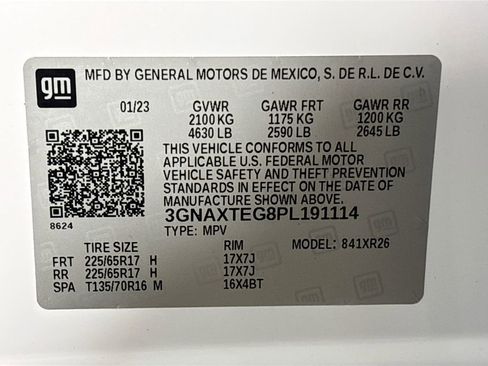 gm MFD BY GENERAL MOTORS DE MEXICO, S. DE R.L. DE C.V.
01/23 GVWR GAWR FRT GAWR RR
2100 KG 1175 KG 1200 KG
4630 LB 2590 LB 2645 LB
THIS VEHICLE CONFORMS TO ALL
APPLICABLE U.S. FEDERAL MOTOR
VEHICLE SAFETY AND THEFT PREVENTION
STANDARDS IN EFFECT ON THE DATE OF
MANUFACTURE SHOWN ABOVE.
3GNAXTEG8PL191114
8624
TYPE: MPV MODEL: 841XR26
TIRE SIZE RIM
FRT 225/65R17 H 17X7J
RR 225/65R17 H 17X7J
SPA T135/70R16 M 16X4BT